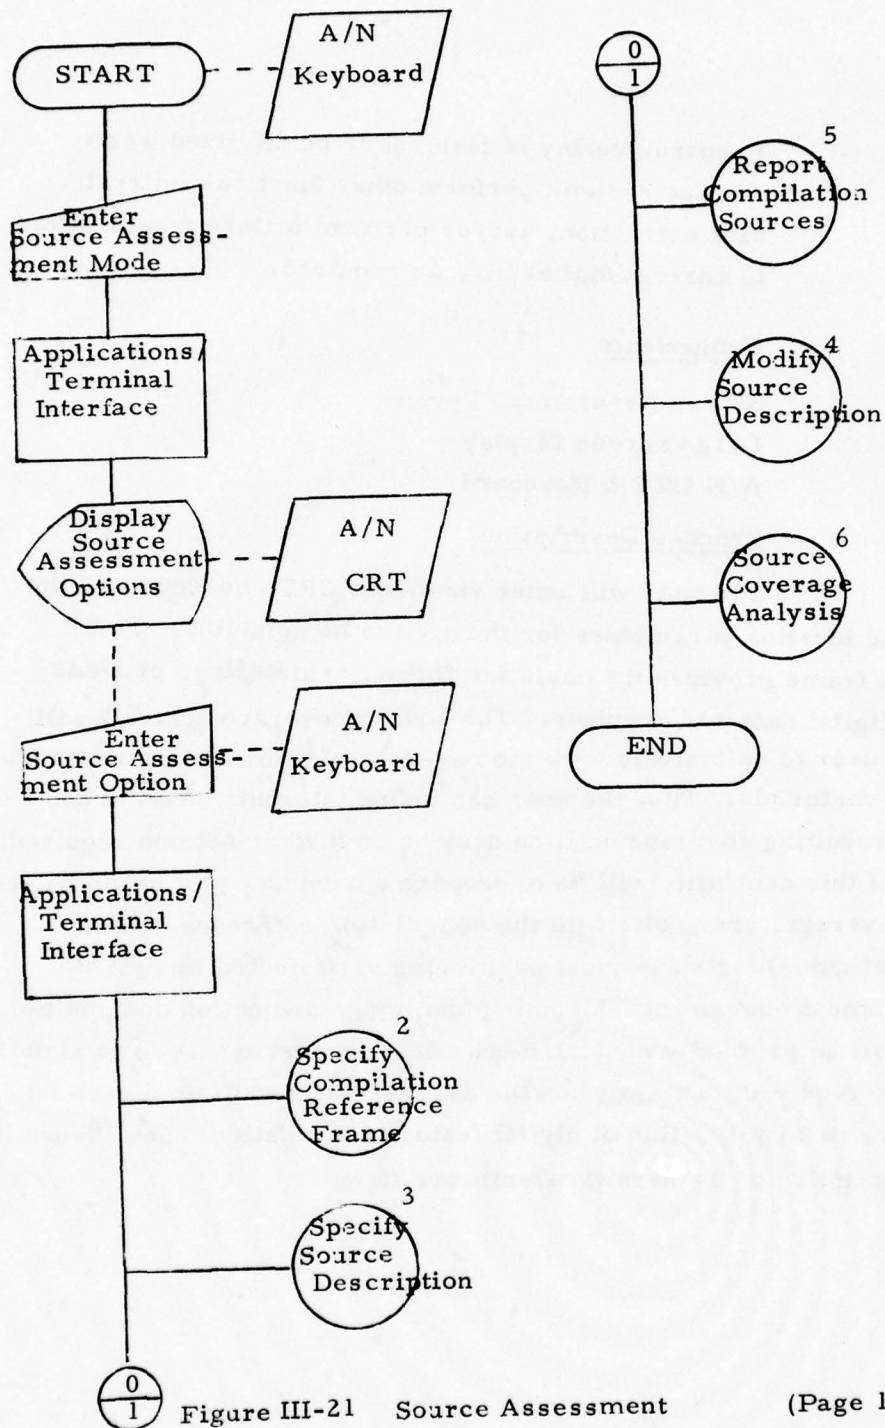 START
A/N
Keyboard
Enter
Source Assess-
ment Mode
Applications/
Terminal
Interface
Display
Source
Assessment
Options
A/N
CRT
Enter
Source Assess-
ment Option
A/N
Keyboard
Applications/
Terminal
Interface
2
Specify
Compilation
Reference
Frame
3
Specify
Source
Description
0
1
0
1
5
Report
Compilation
Sources
4
Modify
Source
Description
6
Source
Coverage
Analysis
END
Figure III-21 Source Assessment (Page 1